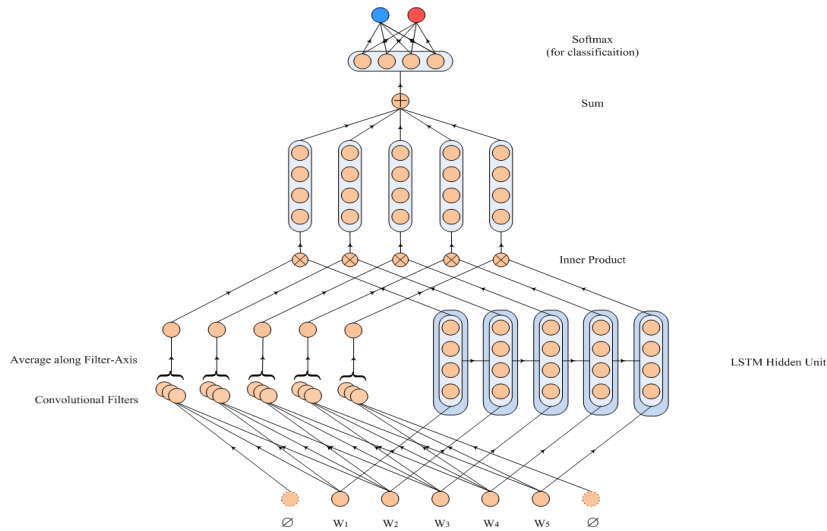 Softmax
(for classificaition)
Sum
Inner Product
Average along Filter-Axis
LSTM Hidden Unit
Convolutional Filters
∅ W1 W2 W3 W4 W5 ∅